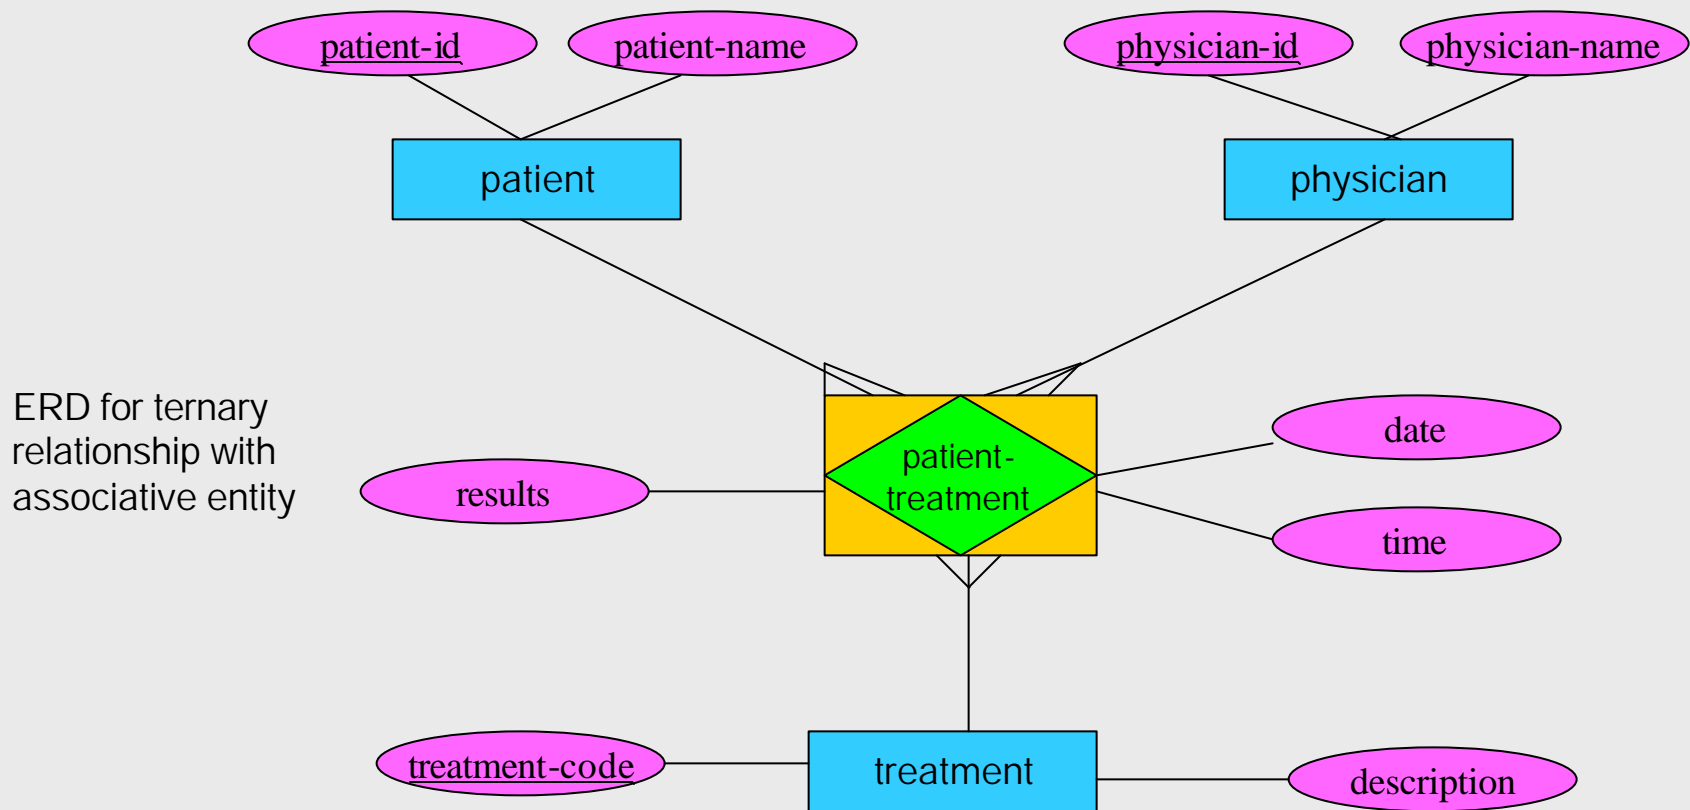 patient-id
patient-name
physician-id
physician-name
patient
physician
ERD for ternary
relationship with
associative entity
patient-
treatment
results
date
time
treatment-code
treatment
description